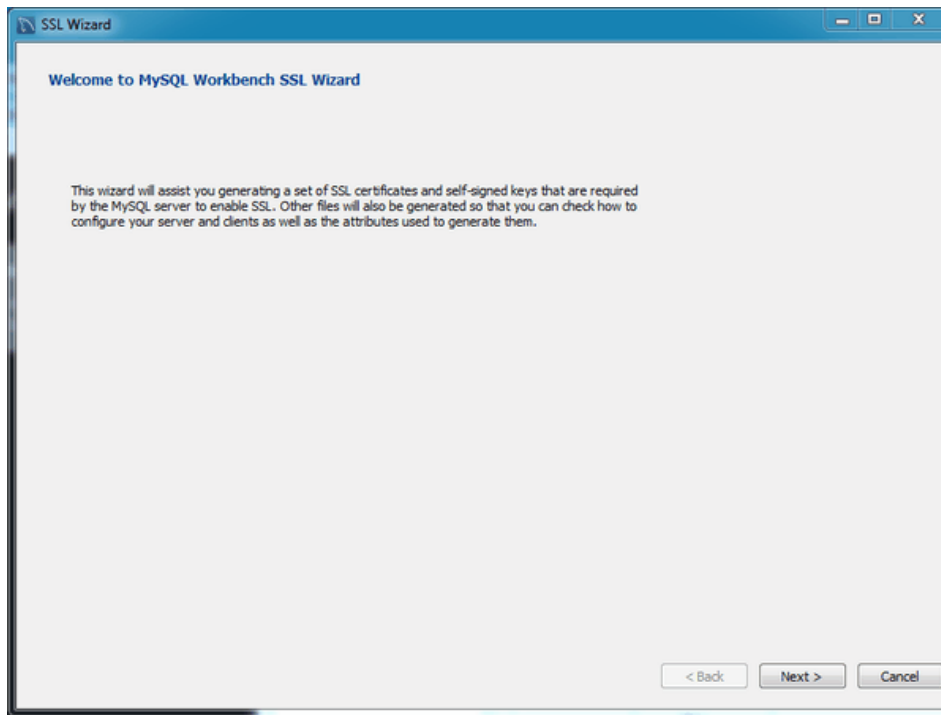 SSL Wizard
Welcome to MySQL Workbench SSL Wizard
This wizard will assist you generating a set of SSL certificates and self-signed keys that are required
by the MySQL server to enable SSL. Other files will also be generated so that you can check how to
configure your server and clients as well as the attributes used to generate them.
< Back Next > Cancel